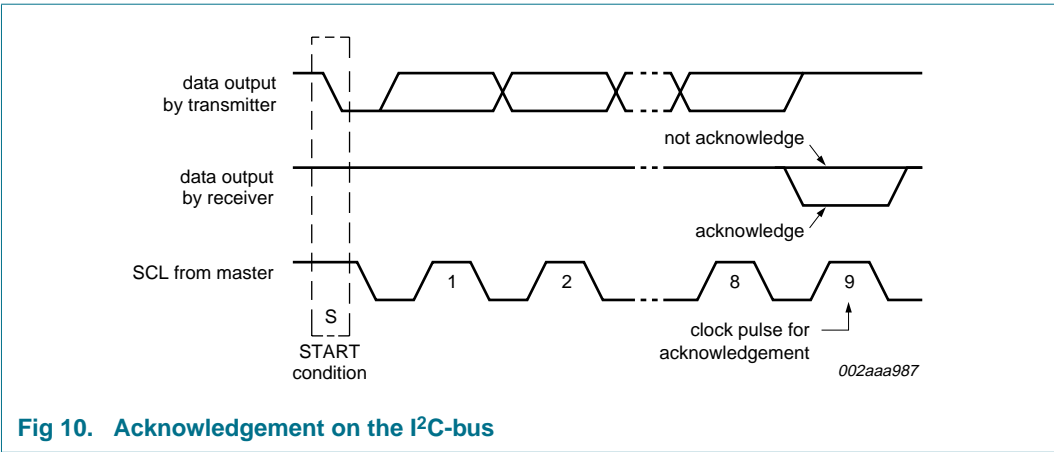 data output
by transmitter
not acknowledge
data output
by receiver
acknowledge
SCL from master
1
2
8
9
S
START
condition
clock pulse for
acknowledgement
002aaa987
Fig 10. Acknowledgement on the I²C-bus